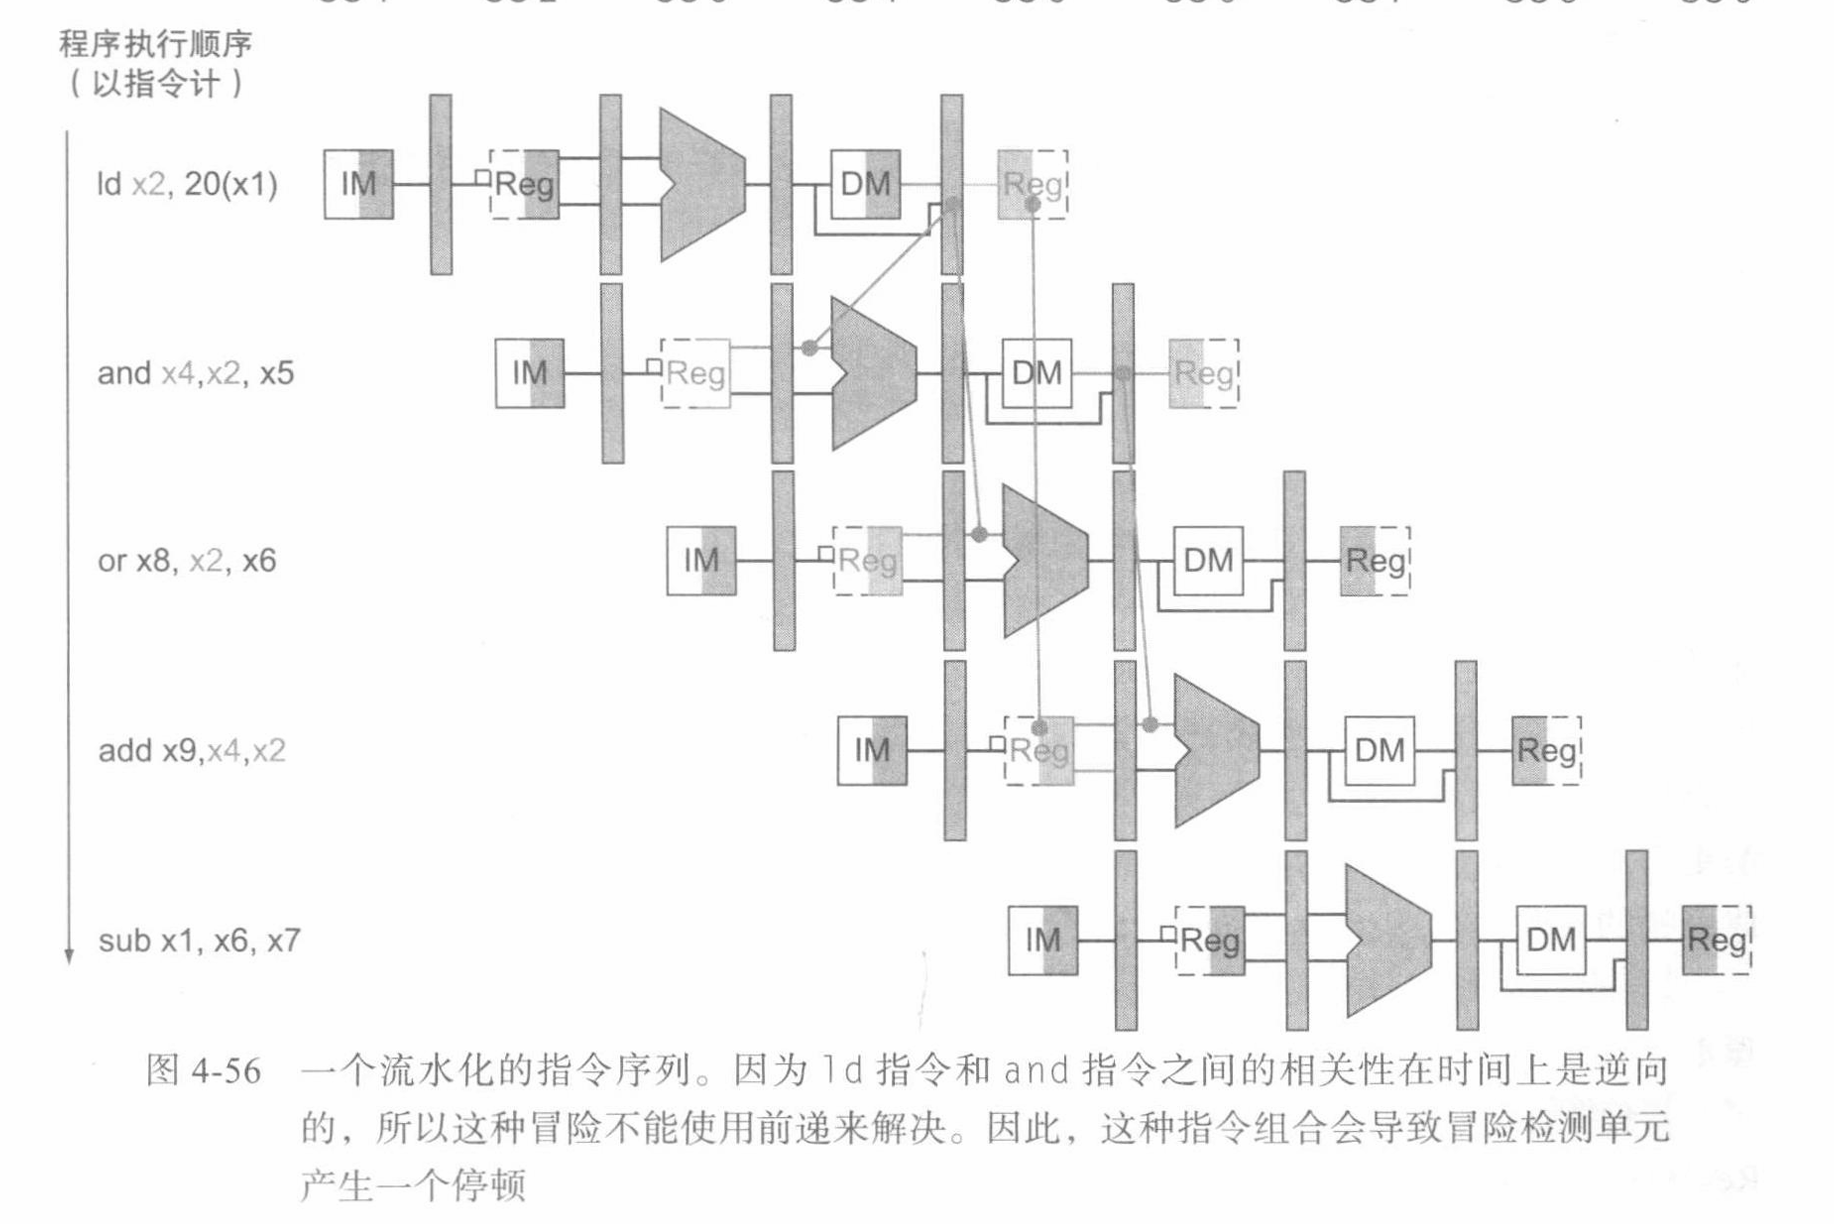 程序执行顺序
（以指令计）
ld x2, 20(x1)
IM
Reg
DM
Reg
and x4,x2, x5
IM
Reg
DM
Reg
or x8, x2, x6
IM
Reg
DM
Reg
add x9,x4,x2
IM
Reg
DM
Reg
sub x1, x6, x7
IM
Reg
DM
Reg
图 4-56 一个流水化的指令序列。因为 ld 指令和 and 指令之间的相关性在时间上是逆向
的，所以这种冒险不能使用前递来解决。因此，这种指令组合会导致冒险检测单元
产生一个停顿